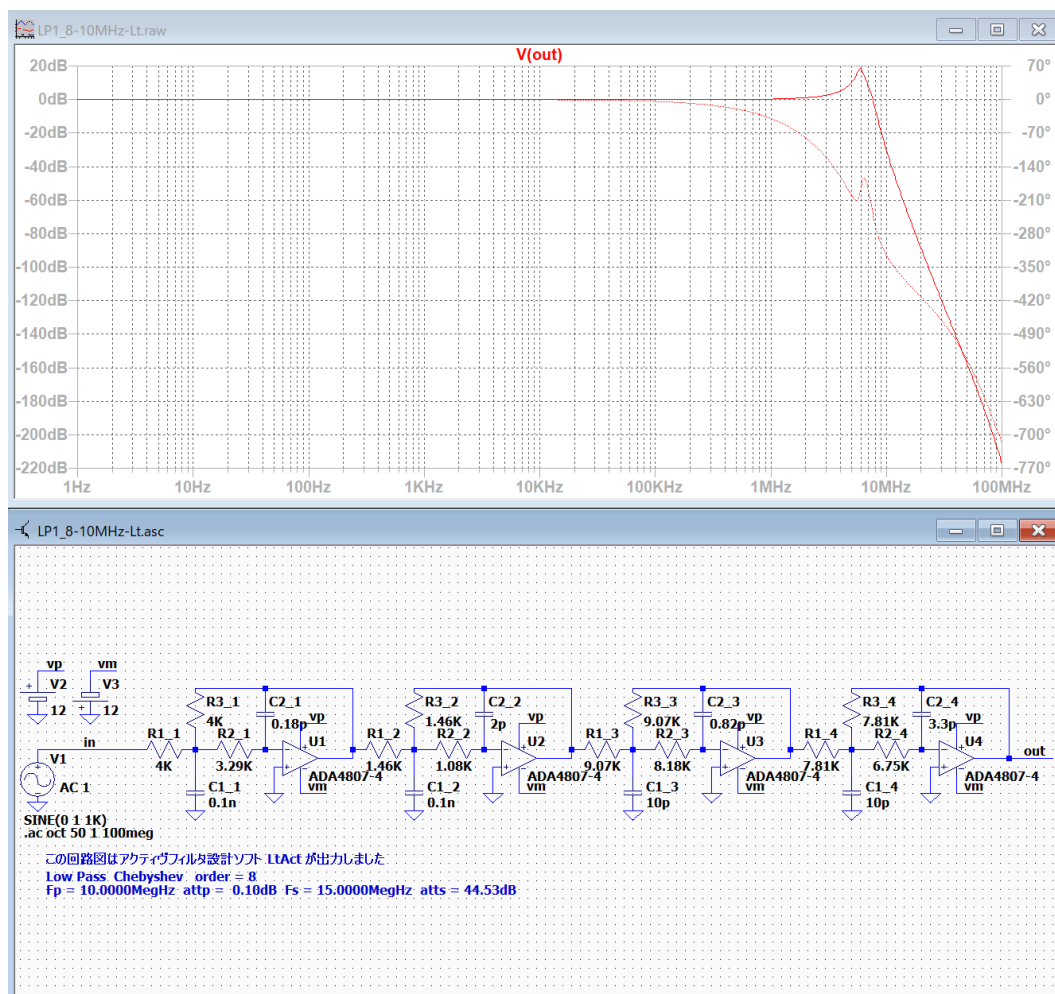 LP1_8-10MHz-Lt.raw
V(out)
20dB
0dB
-20dB
-40dB
-60dB
-80dB
-100dB
-120dB
-140dB
-160dB
-180dB
-200dB
-220dB
70°
0°
-70°
-140°
-210°
-280°
-350°
-420°
-490°
-560°
-630°
-700°
-770°
1Hz 10Hz 100Hz 1KHz 10KHz 100KHz 1MHz 10MHz 100MHz
LP1_8-10MHz-Lt.asc
vp vm
V2 V3
12 12
in
V1
AC 1
SINE(0 1 1K)
.ac oct 50 1 100meg
R3_1
4K
C2_1
0.18p
vp
R1_1
4K
R2_1
3.29K
U1
ADA4807-4
vm
C1_1
0.1n
R3_2
1.46K
C2_2
2p
vp
R1_2
1.46K
R2_2
1.08K
U2
ADA4807-4
vm
C1_2
0.1n
R3_3
9.07K
C2_3
0.82p
vp
R1_3
9.07K
R2_3
8.18K
U3
ADA4807-4
vm
C1_3
10p
R3_4
7.81K
C2_4
3.3p
vp
R1_4
7.81K
R2_4
6.75K
U4
ADA4807-4
vm
C1_4
10p
out
この回路図はアクティヴフィルタ設計ソフト LtAct が出力しました
Low Pass Chebyshev order = 8
Fp = 10.0000MegHz attp = 0.10dB Fs = 15.0000MegHz atts = 44.53dB